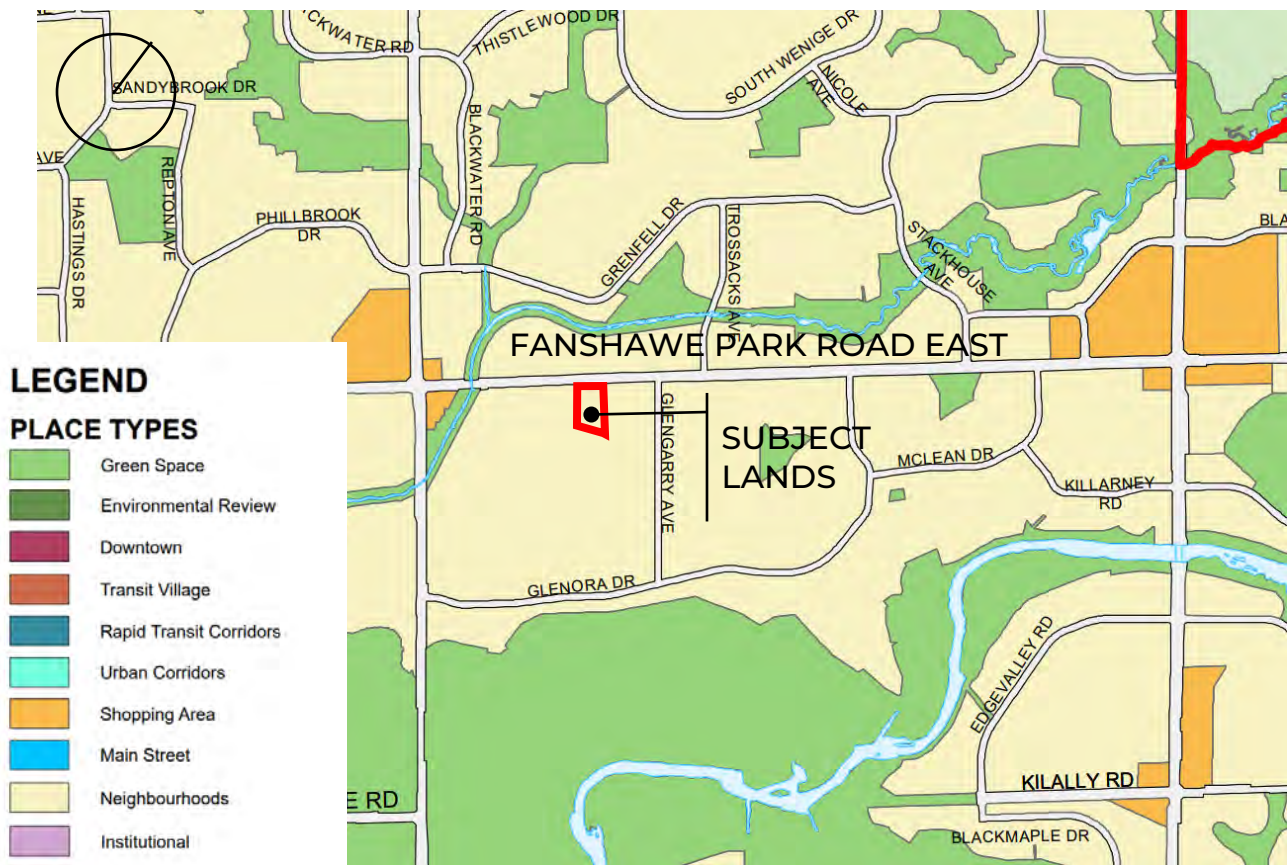 CKWATER RD
THISTLEWOOD DR
SOUTH WENIGE DR
NICOLE
AVE
SANDYBROOK DR
AVE
REPTON AVE
HASTINGS DR
BLACKWATER RD
PHILLBROOK
DR
GRENFELL DR
TROSSACKS AVE
STACKHOUSE
AVE
BLA
FANSHAWE PARK ROAD EAST
GLENGARRY AVE
SUBJECT
LANDS
MCLEAN DR
KILLARNEY
RD
GLENORA DR
EDGEVALLEY RD
KILALLY RD
E RD
BLACKMAPLE DR
LEGEND
PLACE TYPES
Green Space
Environmental Review
Downtown
Transit Village
Rapid Transit Corridors
Urban Corridors
Shopping Area
Main Street
Neighbourhoods
Institutional